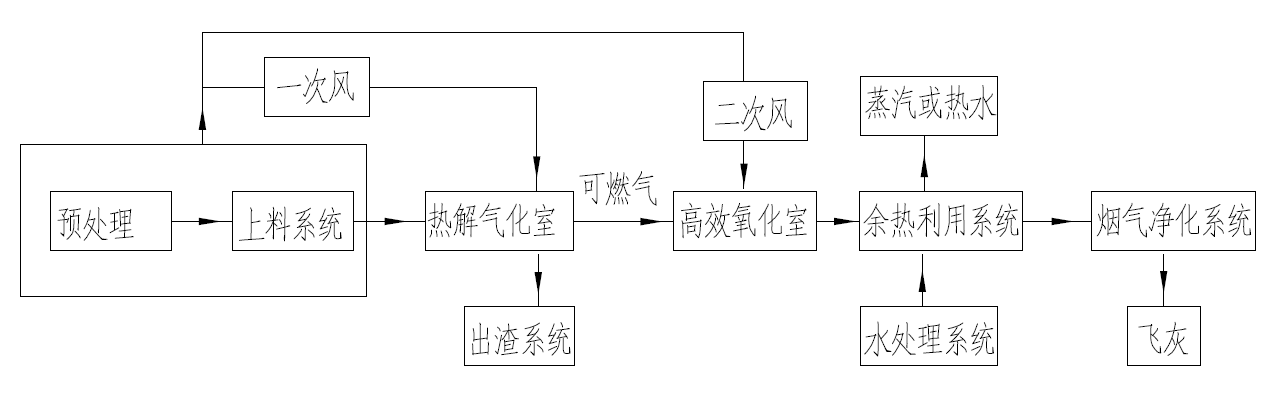 一次风
二次风
蒸汽或热水
可燃气
预处理
上料系统
热解气化室
高效氧化室
余热利用系统
烟气净化系统
出渣系统
水处理系统
飞灰